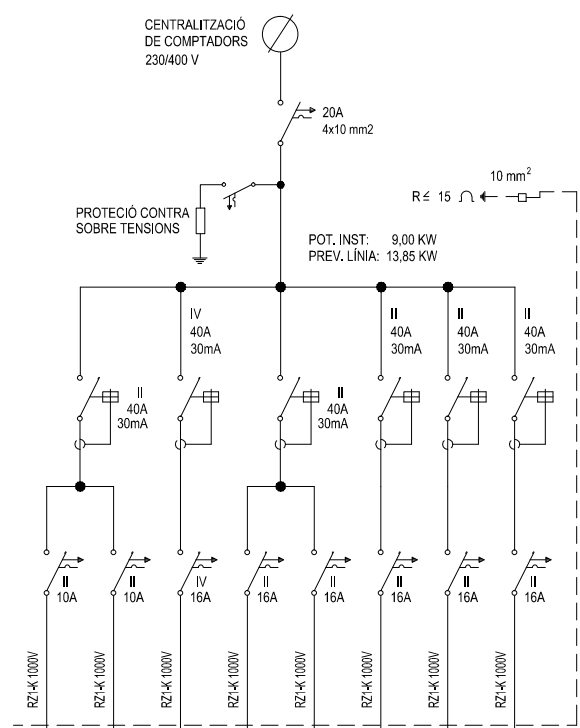 CENTRALITZACIÓ
DE COMPTADORS
230/400 V
20A
4x10 mm2
10 mm²
R ≤ 15 Ω
PROTECIÓ CONTRA
SOBRE TENSIONS
POT. INST: 9,00 KW
PREV. LÍNIA: 13,85 KW
IV
40A
30mA
II
40A
30mA
II
40A
30mA
II
40A
30mA
II
40A
30mA
II
40A
30mA
II
10A
II
10A
IV
16A
II
16A
II
16A
II
16A
II
16A
II
16A
RZ1-K 1000V
RZ1-K 1000V
RZ1-K 1000V
RZ1-K 1000V
RZ1-K 1000V
RZ1-K 1000V
RZ1-K 1000V
RZ1-K 1000V